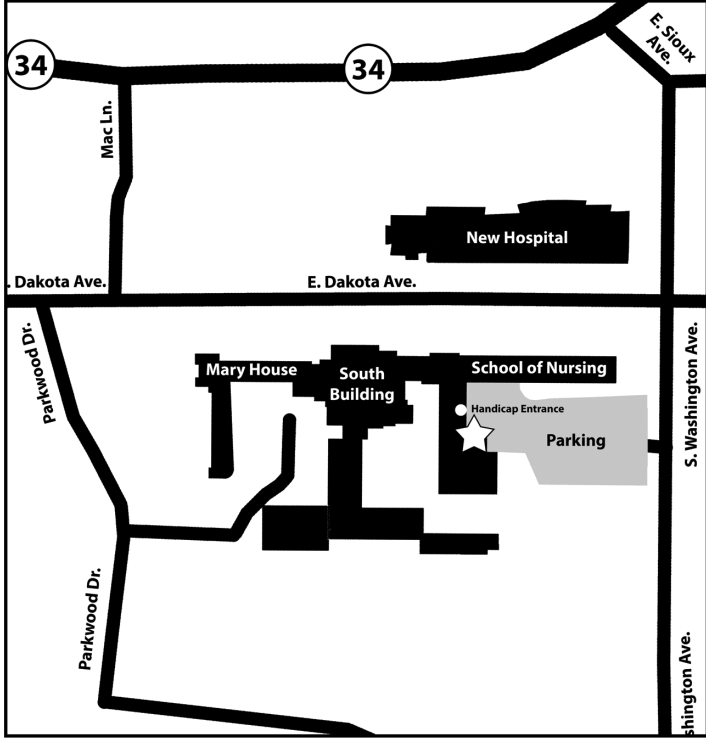 E. Sioux
Ave.
34
34
Mac Ln.
New Hospital
. Dakota Ave.
E. Dakota Ave.
Parkwood Dr.
Mary House
South
Building
School of Nursing
Handicap Entrance
Parking
S. Washington Ave.
Parkwood Dr.
shington Ave.